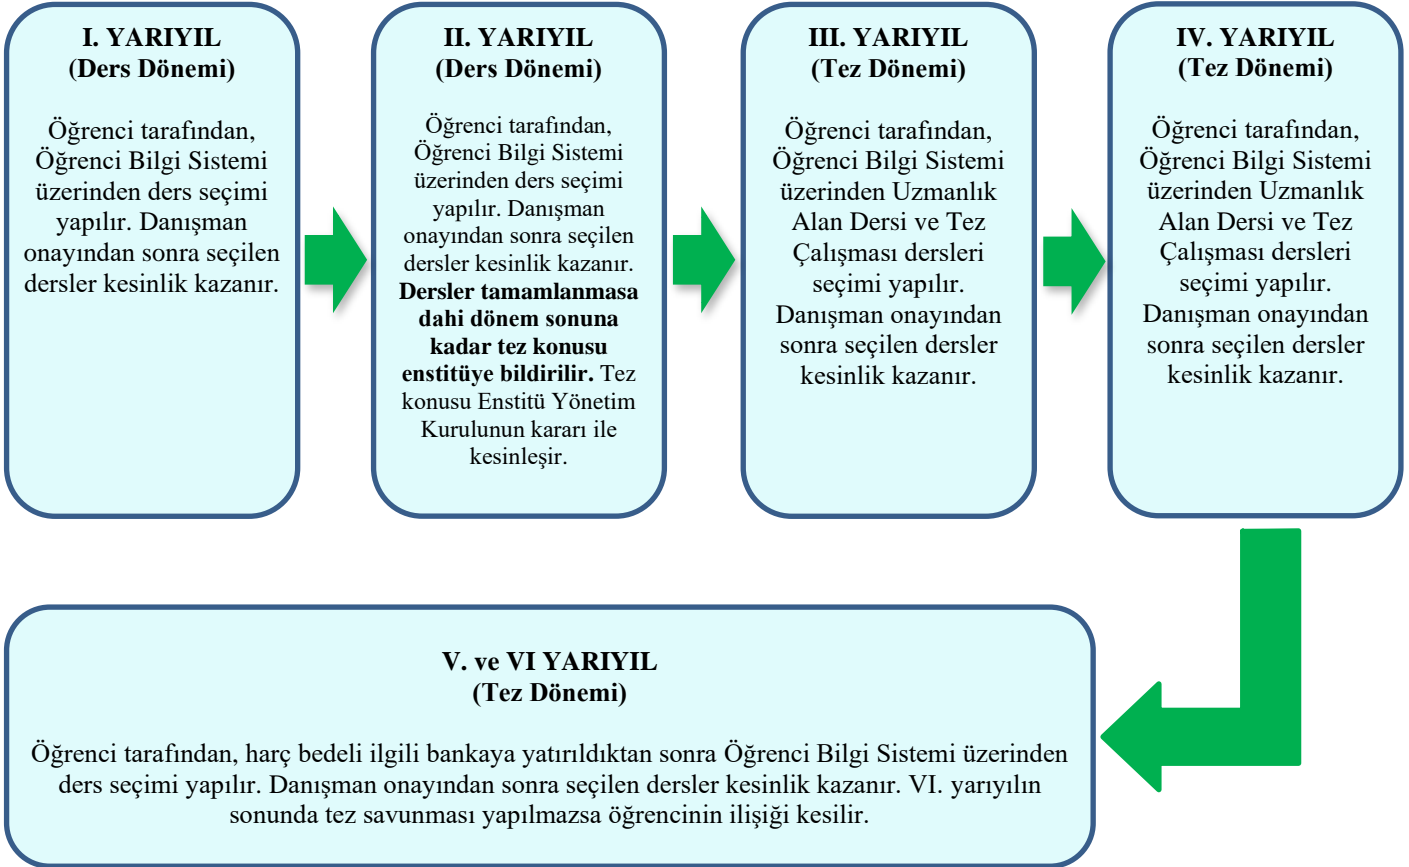 I. YARIYIL
(Ders Dönemi)
Öğrenci tarafından,
Öğrenci Bilgi Sistemi
üzerinden ders seçimi
yapılır. Danışman
onayından sonra seçilen
dersler kesinlik kazanır.
II. YARIYIL
(Ders Dönemi)
Öğrenci tarafından,
Öğrenci Bilgi Sistemi
üzerinden ders seçimi
yapılır. Danışman
onayından sonra seçilen
dersler kesinlik kazanır.
Dersler tamamlanmasa
dahi dönem sonuna
kadar tez konusu
enstitüye bildirilir. Tez
konusu Enstitü Yönetim
Kurulunun kararı ile
kesinleşir.
III. YARIYIL
(Tez Dönemi)
Öğrenci tarafından,
Öğrenci Bilgi Sistemi
üzerinden Uzmanlık
Alan Dersi ve Tez
Çalışması dersleri
seçimi yapılır.
Danışman onayından
sonra seçilen dersler
kesinlik kazanır.
IV. YARIYIL
(Tez Dönemi)
Öğrenci tarafından,
Öğrenci Bilgi Sistemi
üzerinden Uzmanlık
Alan Dersi ve Tez
Çalışması dersleri
seçimi yapılır.
Danışman onayından
sonra seçilen dersler
kesinlik kazanır.
V. ve VI YARIYIL
(Tez Dönemi)
Öğrenci tarafından, harç bedeli ilgili bankaya yatırıldıktan sonra Öğrenci Bilgi Sistemi üzerinden
ders seçimi yapılır. Danışman onayından sonra seçilen dersler kesinlik kazanır. VI. yarıyılın
sonunda tez savunması yapılmazsa öğrencinin ilişiği kesilir.